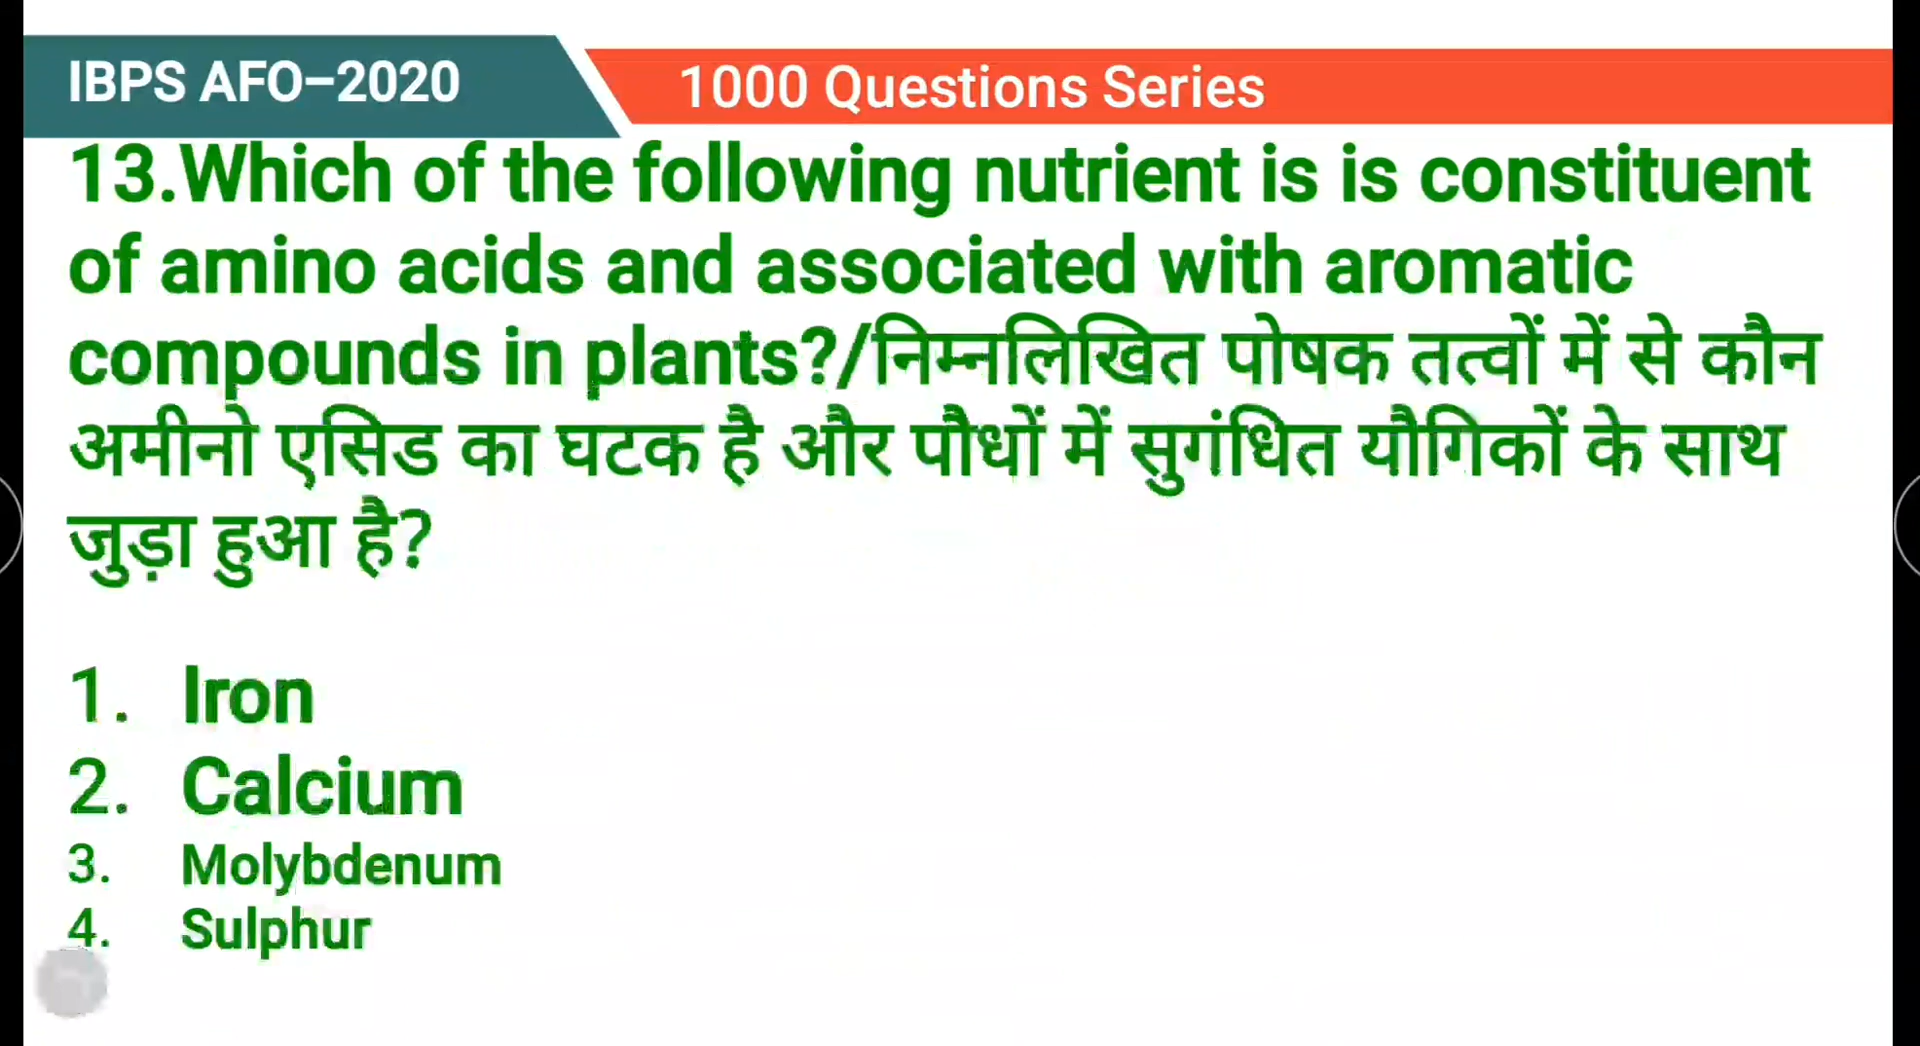 IBPS AFO–2020
1000 Questions Series
13.Which of the following nutrient is is constituent
of amino acids and associated with aromatic
compounds in plants?/निम्नलिखित पोषक तत्वों में से कौन
अमीनो एसिड का घटक है और पौधों में सुगंधित यौगिकों के साथ
जुड़ा हुआ है?
1. Iron
2. Calcium
3. Molybdenum
4. Sulphur